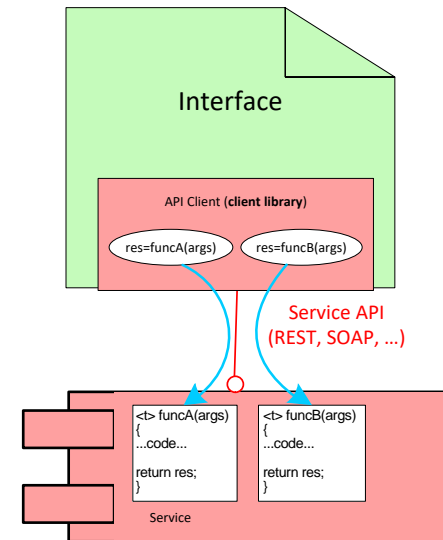 Interface
API Client (client library)
res=funcA(args)
res=funcB(args)
Service API
(REST, SOAP, ...)
<t> funcA(args)
{
...code...
return res;
}
<t> funcB(args)
{
...code...
return res;
}
Service